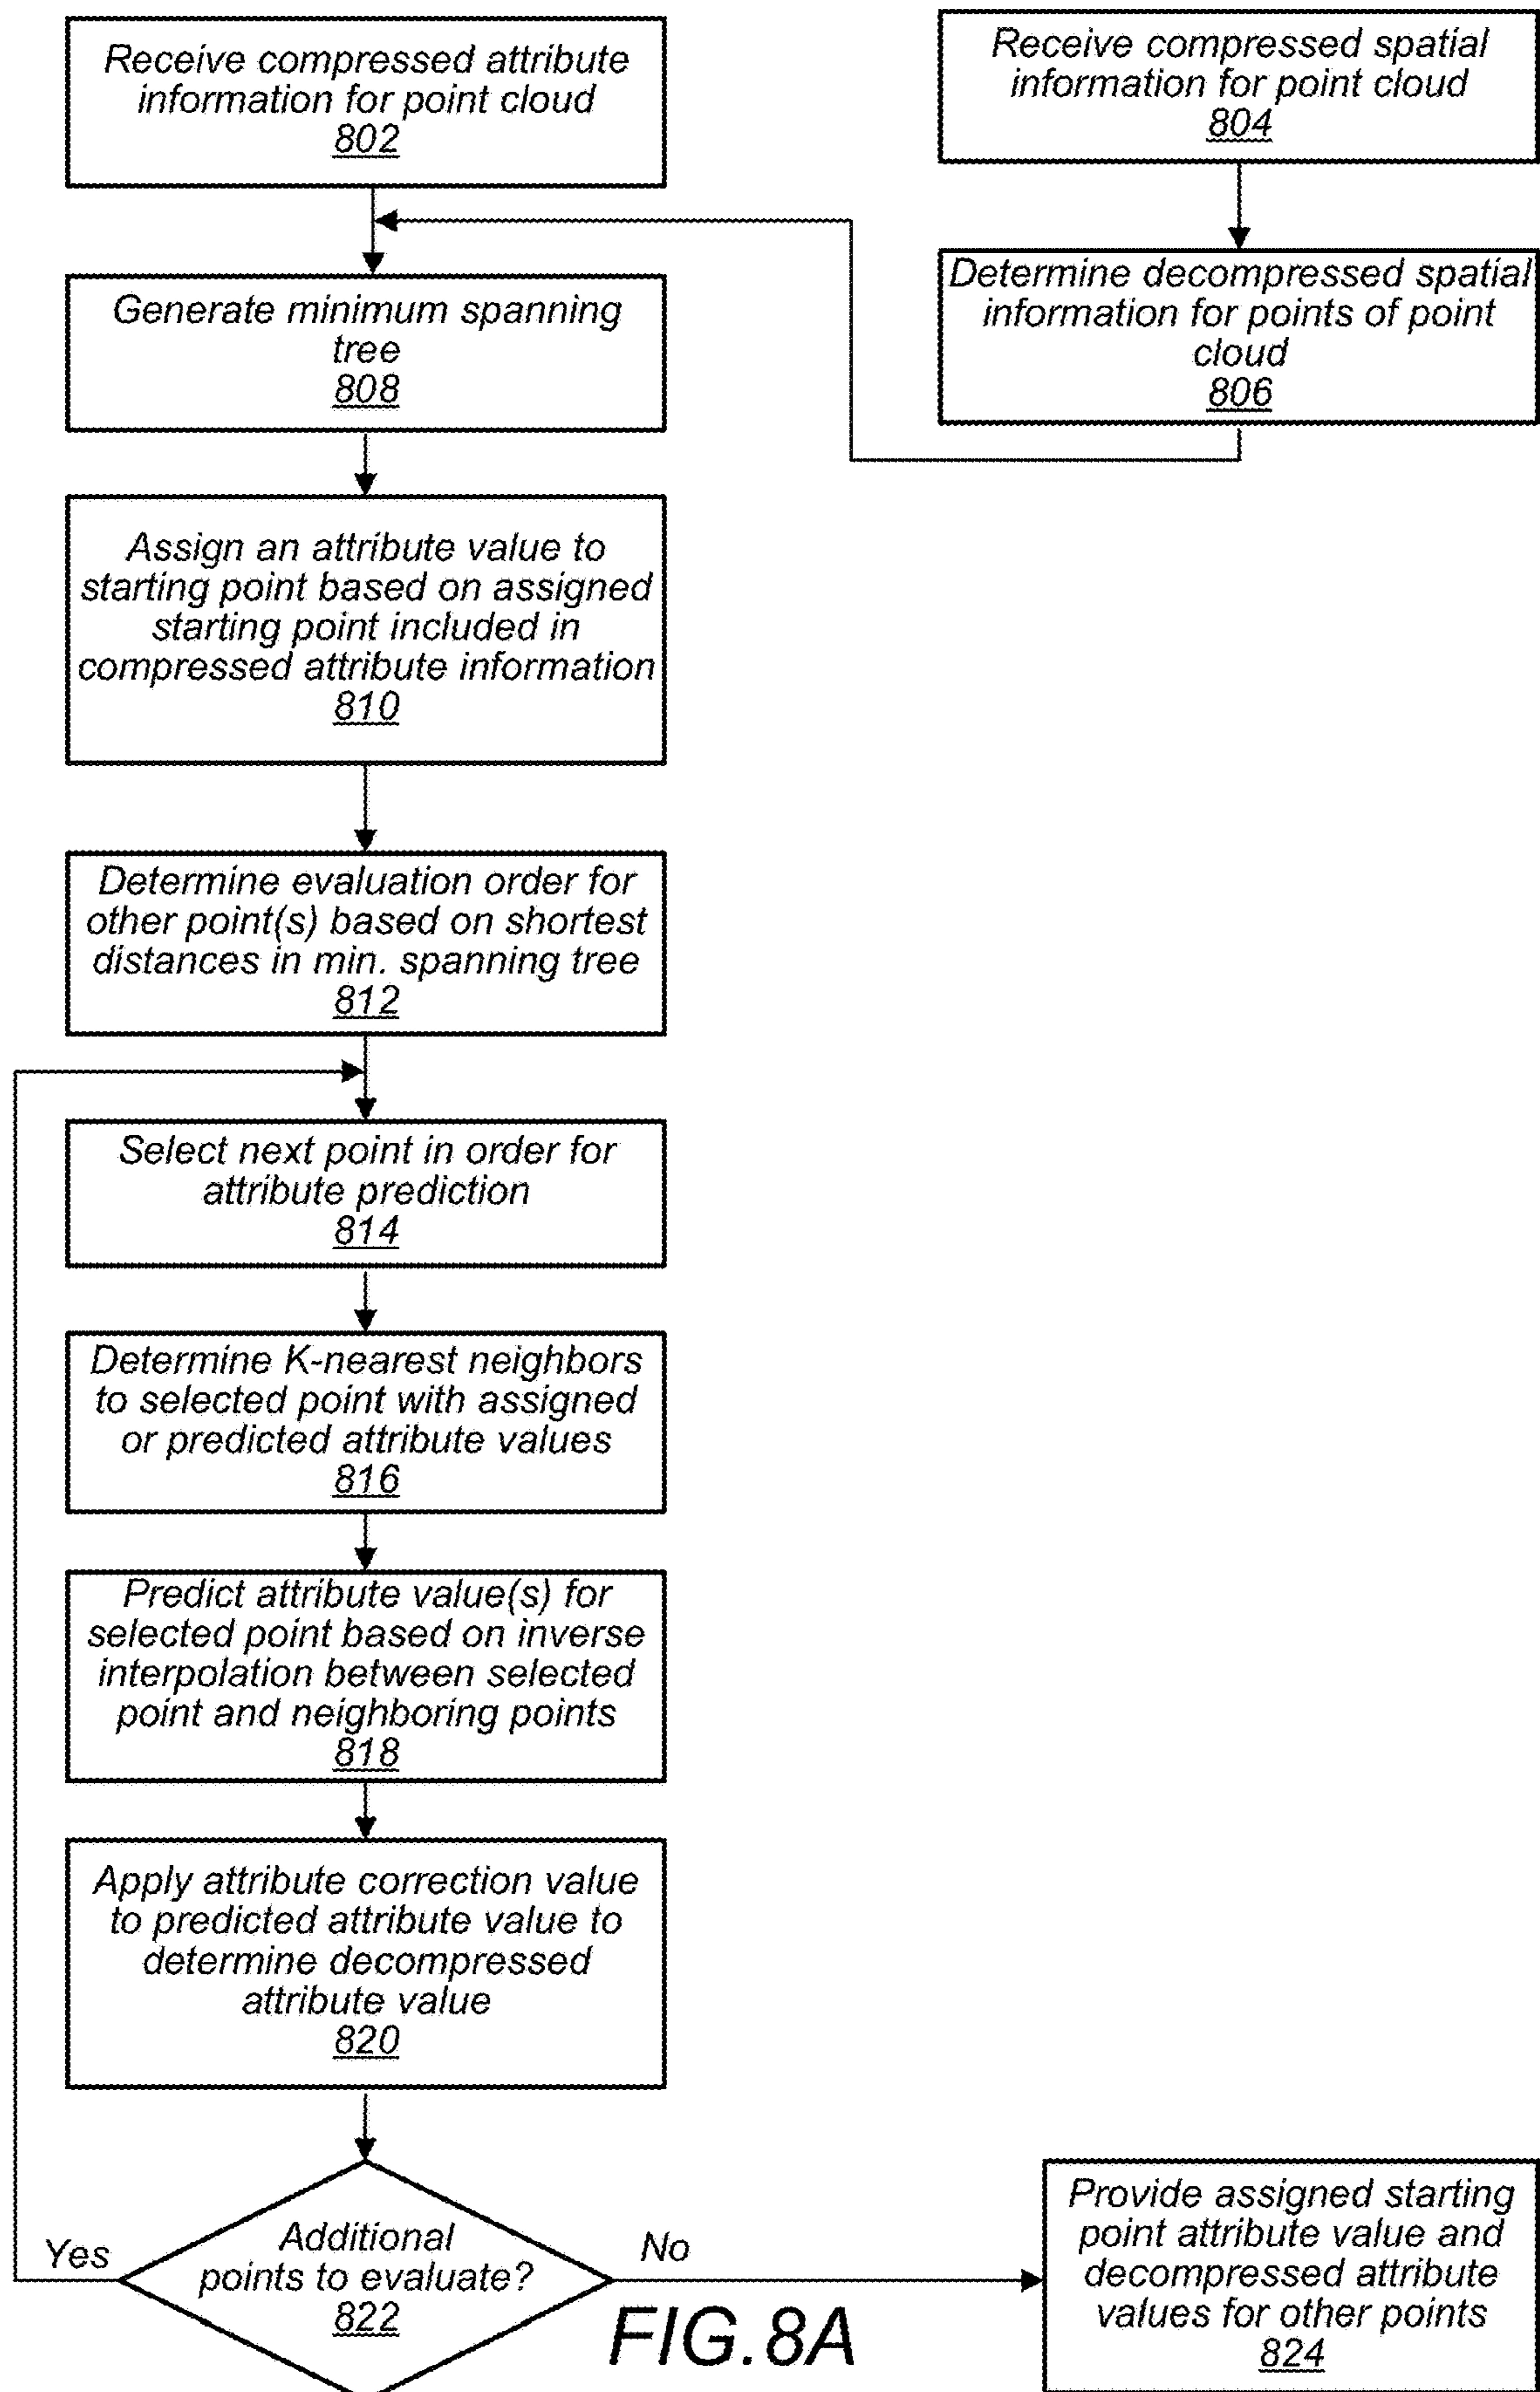 Receive compressed attribute
information for point cloud
802
Receive compressed spatial
information for point cloud
804
Determine decompressed spatial
information for points of point
cloud
806
Generate minimum spanning
tree
808
Assign an attribute value to
starting point based on assigned
starting point included in
compressed attribute information
810
Determine evaluation order for
other point(s) based on shortest
distances in min. spanning tree
812
Select next point in order for
attribute prediction
814
Determine K-nearest neighbors
to selected point with assigned
or predicted attribute values
816
Predict attribute value(s) for
selected point based on inverse
interpolation between selected
point and neighboring points
818
Apply attribute correction value
to predicted attribute value to
determine decompressed
attribute value
820
Additional
points to evaluate?
822
Yes
No
Provide assigned starting
point attribute value and
decompressed attribute
values for other points
824
FIG.8A